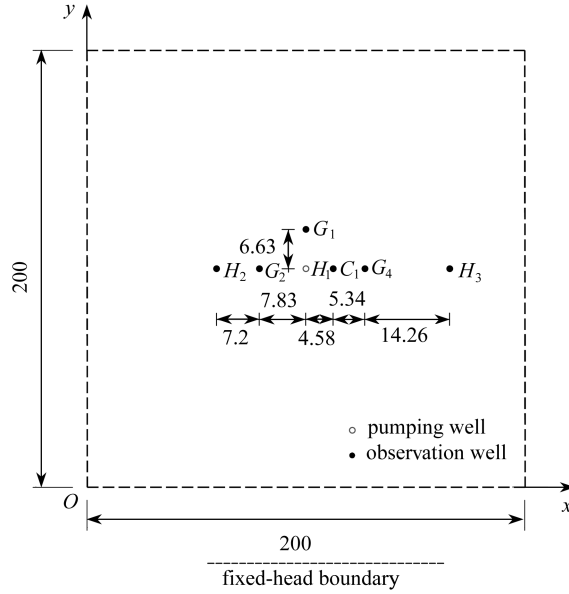 y
200
G1
6.63
H2 G2 H1 C1 G4 H3
7.83 5.34
7.2 4.58 14.26
pumping well
observation well
O x
200
fixed-head boundary